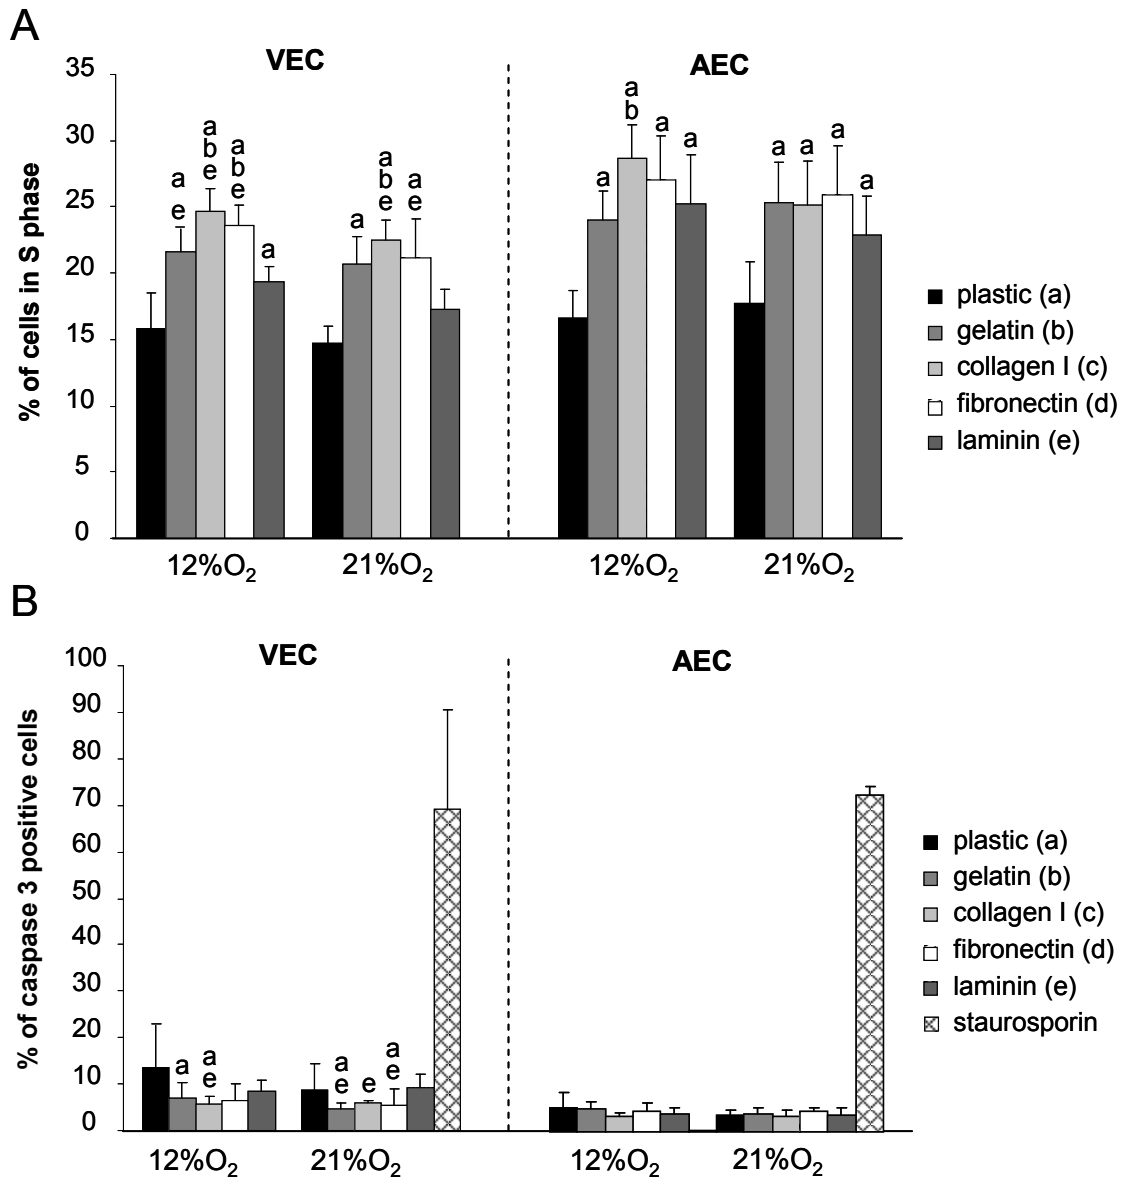 A
VEC
AEC
% of cells in S phase
35
30
25
20
15
10
5
0
a
e
a
b
e
a
b
e
a
a
a
b
e
a
e
a
a
b
a
a
a
a
a
a
12%O₂
21%O₂
12%O₂
21%O₂
plastic (a)
gelatin (b)
collagen I (c)
fibronectin (d)
laminin (e)
B
VEC
AEC
% of caspase 3 positive cells
100
90
80
70
60
50
40
30
20
10
0
a
a
e
a
e
e
a
e
12%O₂
21%O₂
12%O₂
21%O₂
plastic (a)
gelatin (b)
collagen I (c)
fibronectin (d)
laminin (e)
staurosporin